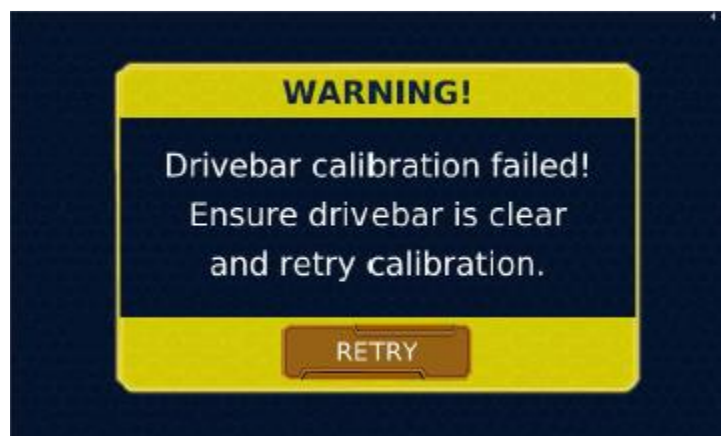 WARNING!
Drivebar calibration failed!
Ensure drivebar is clear
and retry calibration.
RETRY